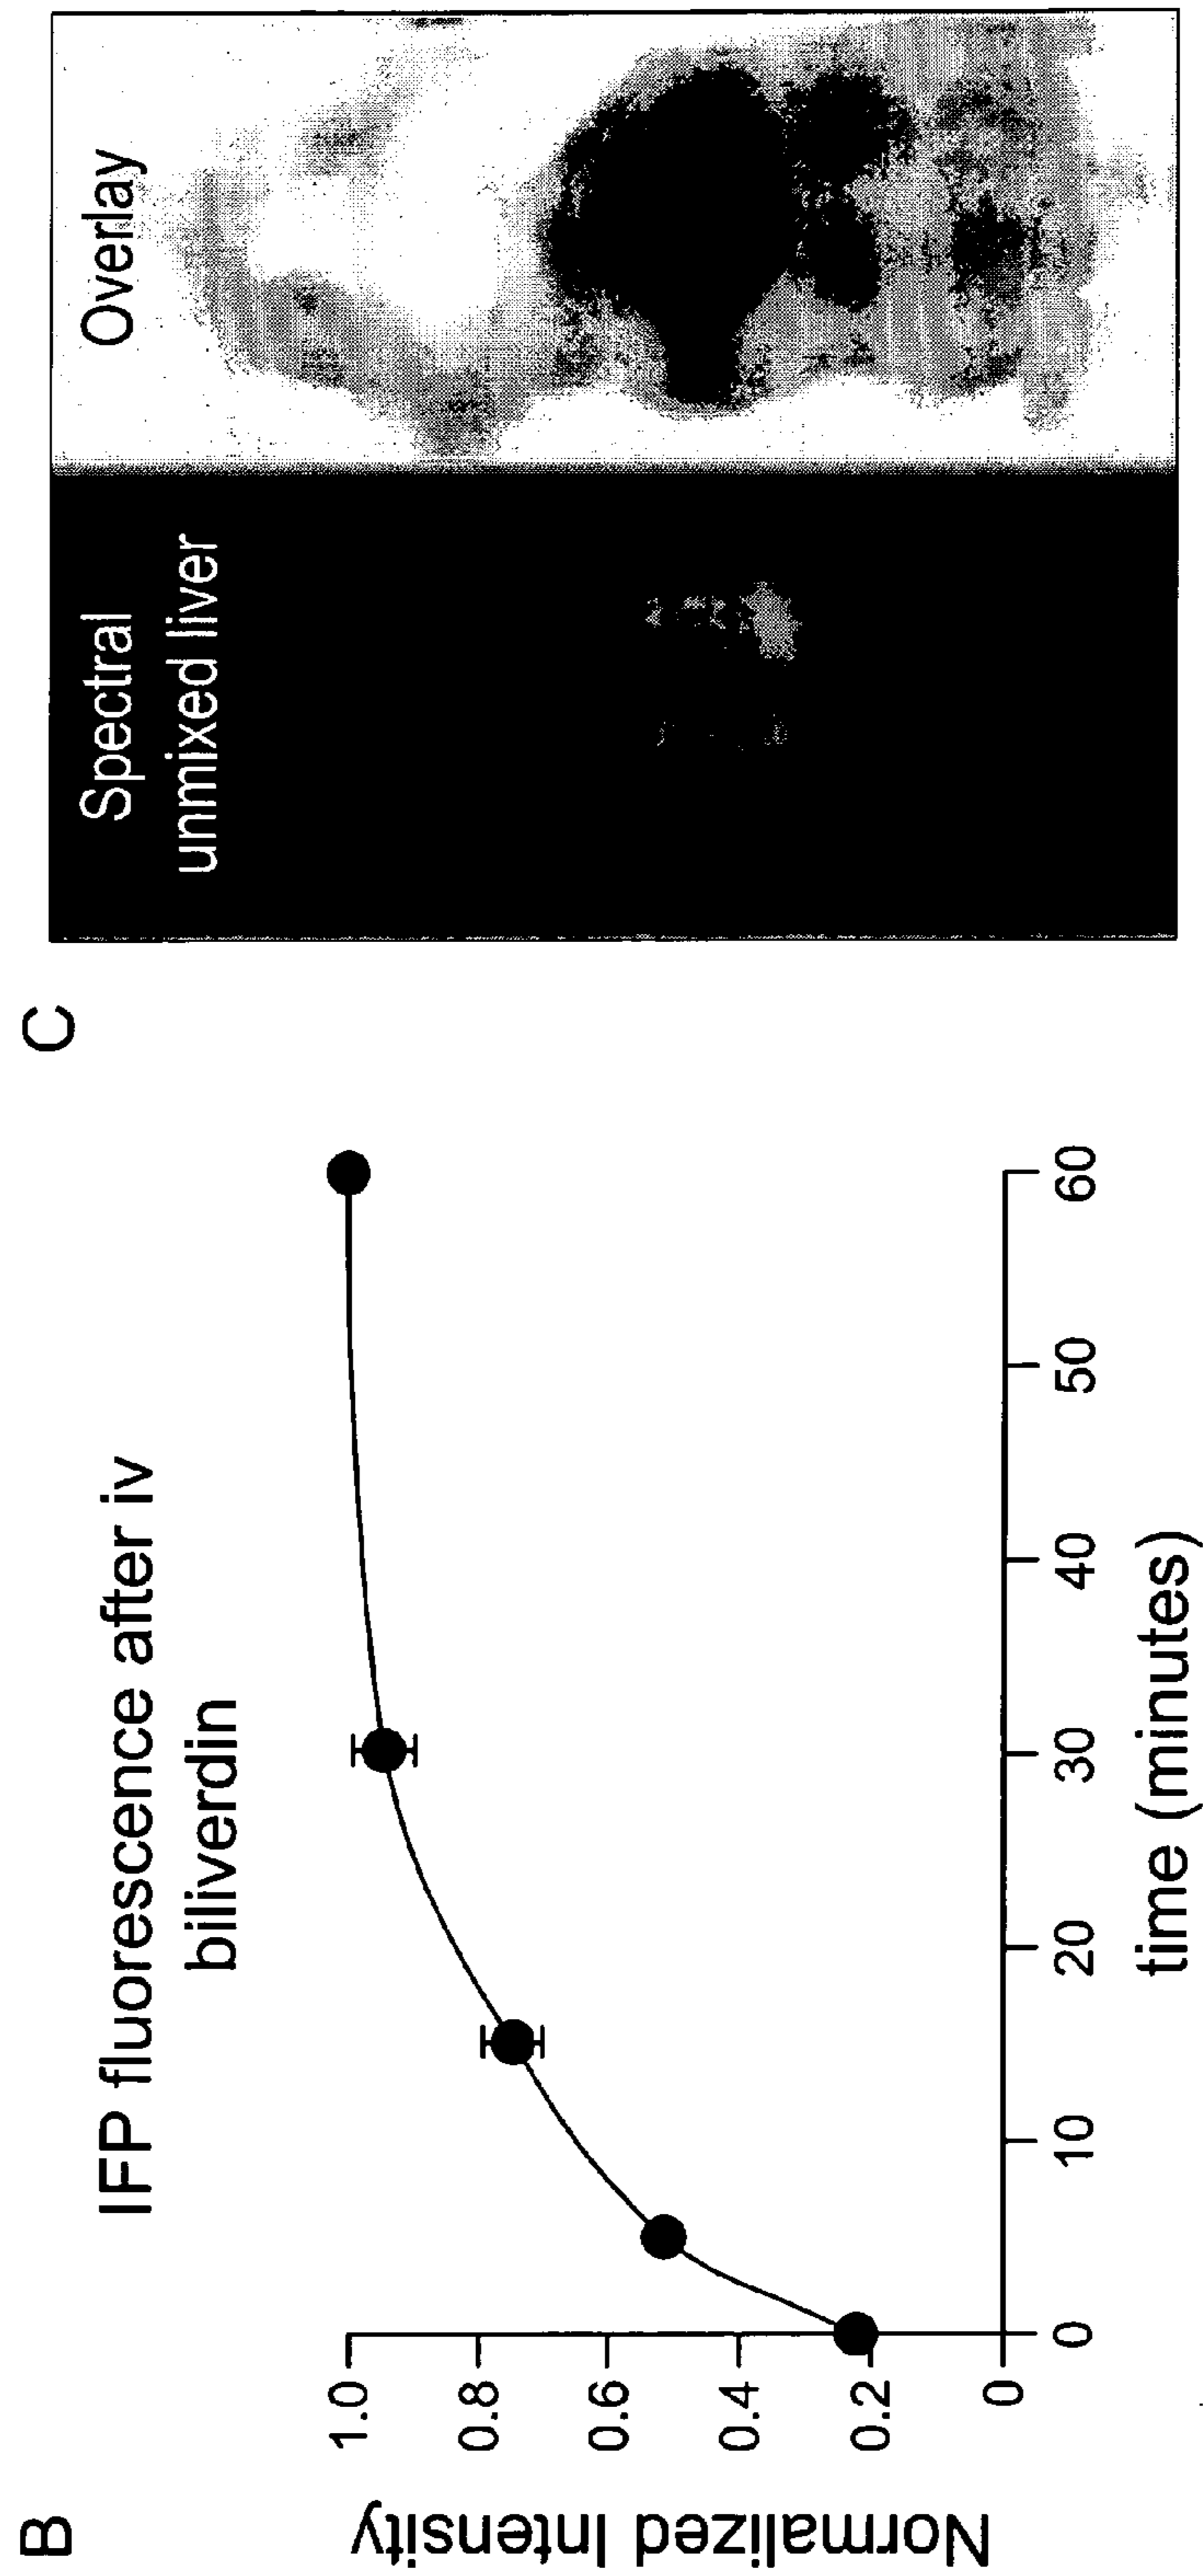 B
IFP fluorescence after iv
biliverdin
Normalized Intensity
1.0
0.8
0.6
0.4
0.2
0
0 10 20 30 40 50 60
time (minutes)
C
Spectral
unmixed liver
Overlay